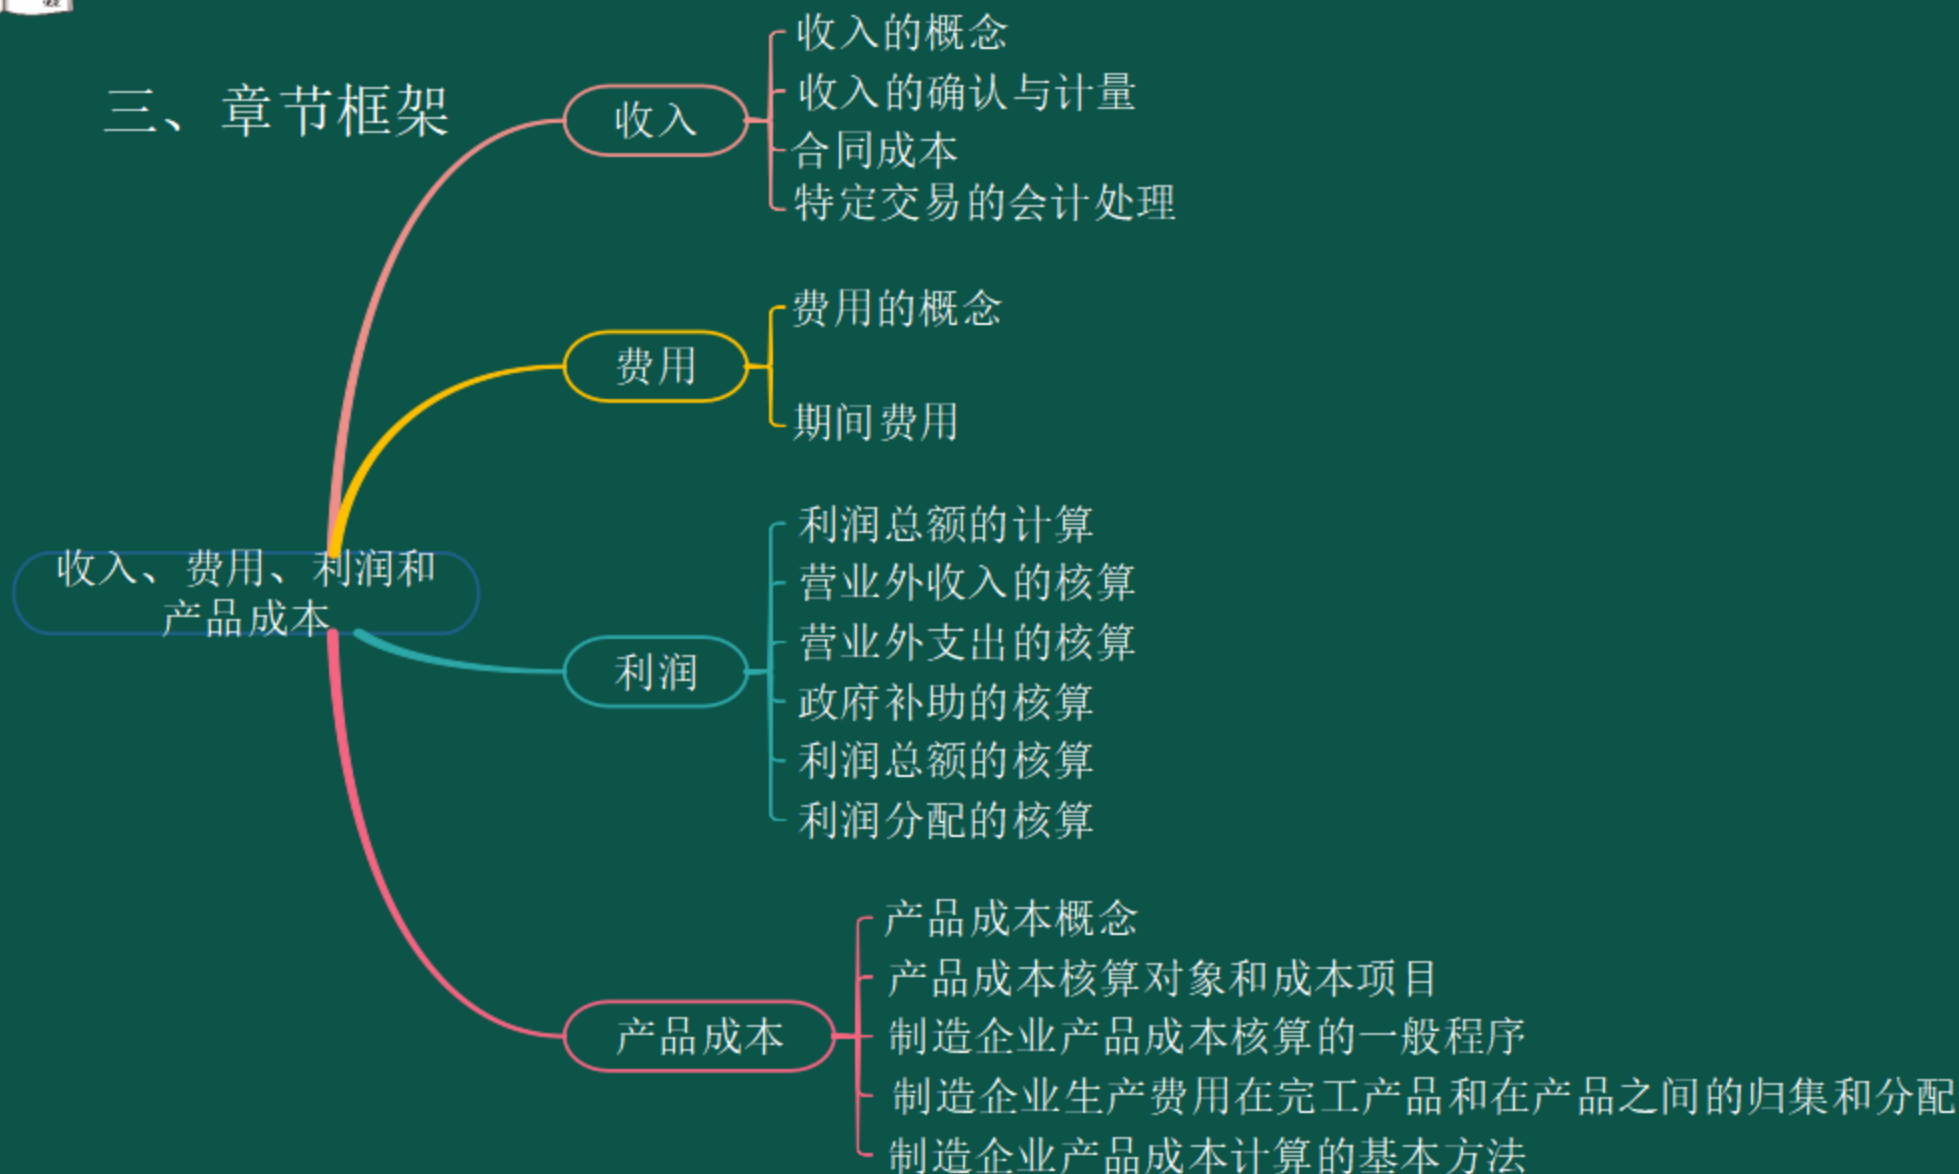 三、章节框架
收入、费用、利润和
产品成本
收入
收入的概念
收入的确认与计量
合同成本
特定交易的会计处理
费用
费用的概念
期间费用
利润
利润总额的计算
营业外收入的核算
营业外支出的核算
政府补助的核算
利润总额的核算
利润分配的核算
产品成本
产品成本概念
产品成本核算对象和成本项目
制造企业产品成本核算的一般程序
制造企业生产费用在完工产品和在产品之间的归集和分配
制造企业产品成本计算的基本方法